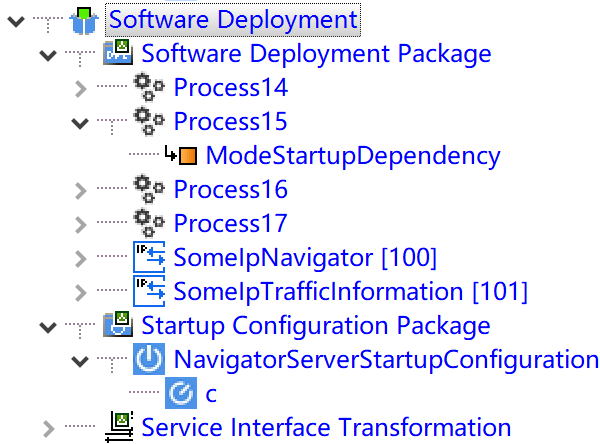 Software Deployment
Software Deployment Package
Process14
Process15
ModeStartupDependency
Process16
Process17
SomeIpNavigator [100]
SomeIpTrafficInformation [101]
Startup Configuration Package
NavigatorServerStartupConfiguration
c
Service Interface Transformation